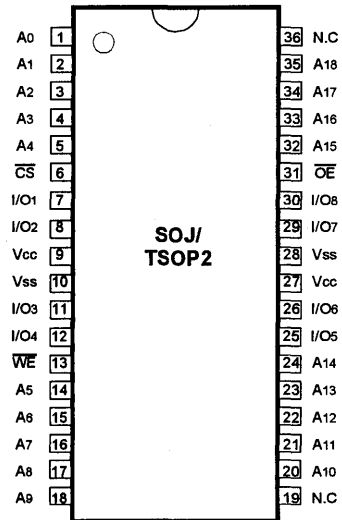 A0 1 36 N.C
A1 2 35 A18
A2 3 34 A17
A3 4 33 A16
A4 5 32 A15
C̅S̅ 6 31 O̅E̅
I/O1 7 30 I/O8
I/O2 8 29 I/O7
SOJ/
Vcc 9 28 Vss
TSOP2
Vss 10 27 Vcc
I/O3 11 26 I/O6
I/O4 12 25 I/O5
W̅E̅ 13 24 A14
A5 14 23 A13
A6 15 22 A12
A7 16 21 A11
A8 17 20 A10
A9 18 19 N.C